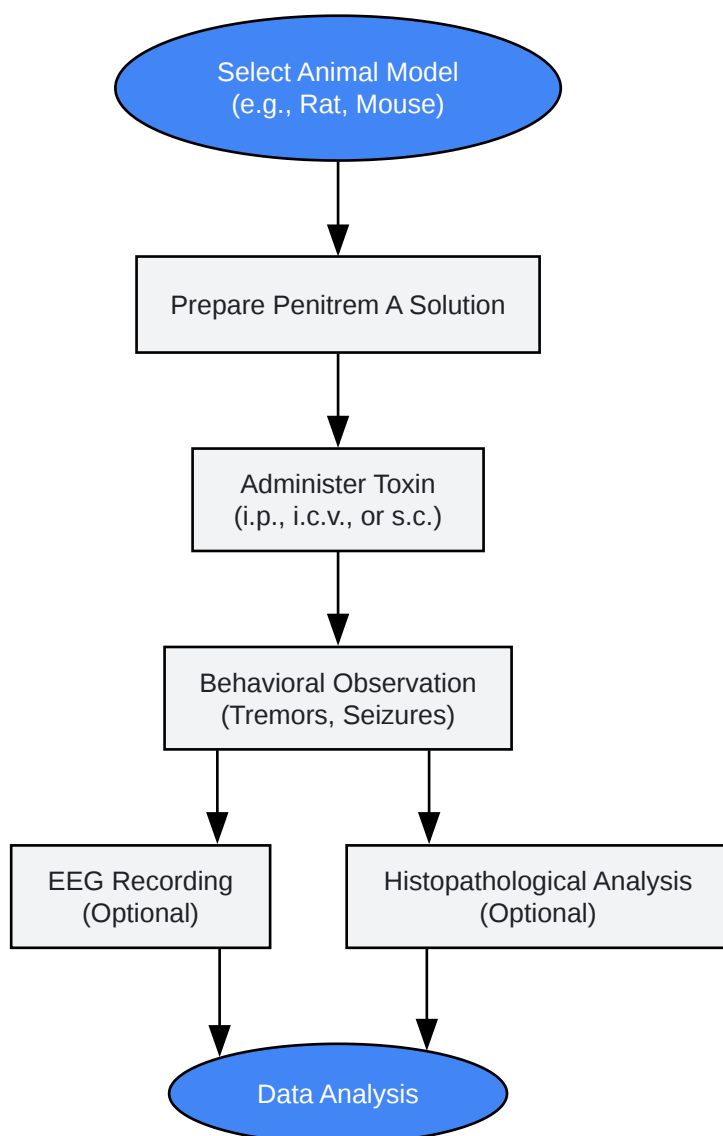 Select Animal Model
(e.g., Rat, Mouse)
Prepare Penitrem A Solution
Administer Toxin
(i.p., i.c.v., or s.c.)
Behavioral Observation
(Tremors, Seizures)
EEG Recording
(Optional)
Histopathological Analysis
(Optional)
Data Analysis